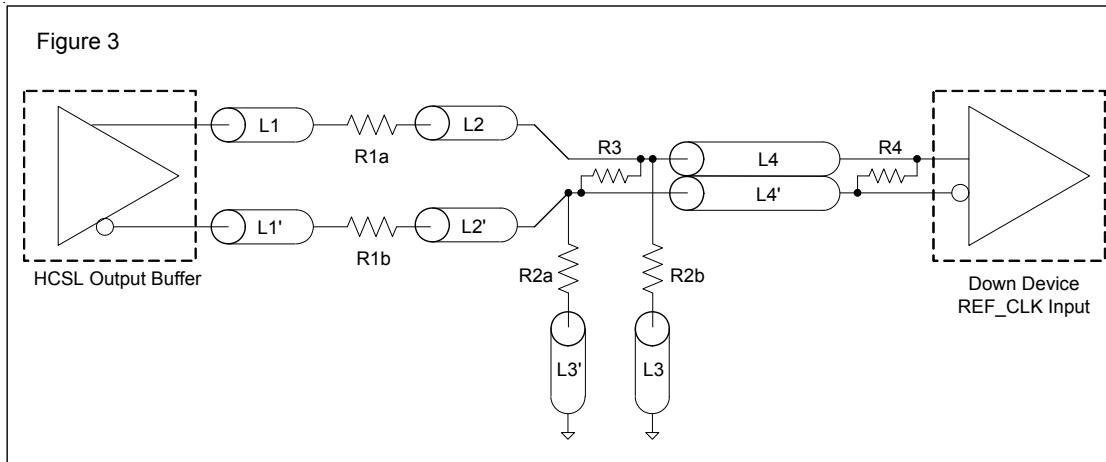 Figure 3
L1
R1a
L2
R3
L4
R4
L4'
L1'
R1b
L2'
HCSL Output Buffer
R2a
R2b
Down Device
REF_CLK Input
L3'
L3